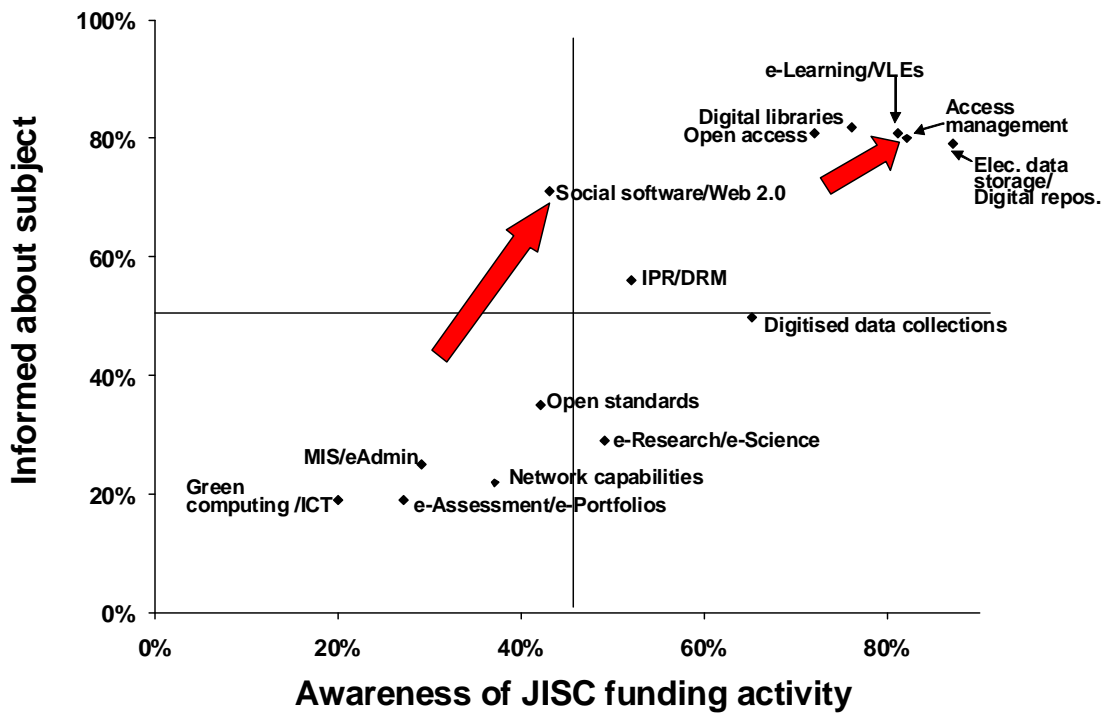 100%
80%
60%
40%
20%
0%
0%
20%
40%
60%
80%
Informed about subject
Awareness of JISC funding activity
e-Learning/VLEs
Digital libraries
Open access
Access
management
Elec. data
storage/
Digital repos.
Social software/Web 2.0
IPR/DRM
Digitised data collections
Open standards
e-Research/e-Science
MIS/eAdmin
Network capabilities
Green
computing /ICT
e-Assessment/e-Portfolios